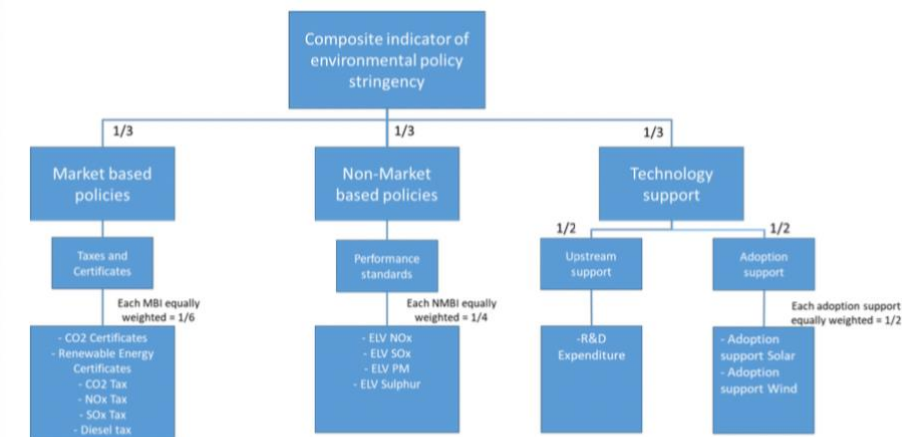 Composite indicator of
environmental policy
stringency
1/3
1/3
1/3
Market based
policies
Non-Market
based policies
Technology
support
1/2
1/2
Taxes and
Certificates
Performance
standards
Upstream
support
Adoption
support
Each MBI equally
weighted = 1/6
Each NMBI equally
weighted = 1/4
Each adoption support
equally weighted = 1/2
- CO2 Certificates
- Renewable Energy
Certificates
- CO2 Tax
- NOx Tax
- SOx Tax
- Diesel tax
- ELV NOx
- ELV SOx
- ELV PM
- ELV Sulphur
-R&D
Expenditure
- Adoption
support Solar
- Adoption
support Wind